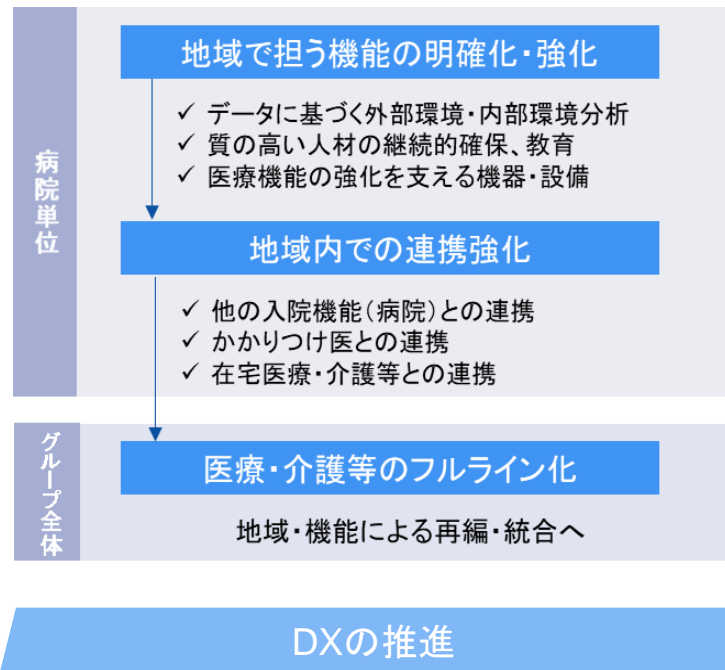 病院単位
地域で担う機能の明確化・強化
✓ データに基づく外部環境・内部環境分析
✓ 質の高い人材の継続的確保、教育
✓ 医療機能の強化を支える機器・設備
地域内での連携強化
✓ 他の入院機能(病院)との連携
✓ かかりつけ医との連携
✓ 在宅医療・介護等との連携
グループ全体
医療・介護等のフルライン化
地域・機能による再編・統合へ
DXの推進